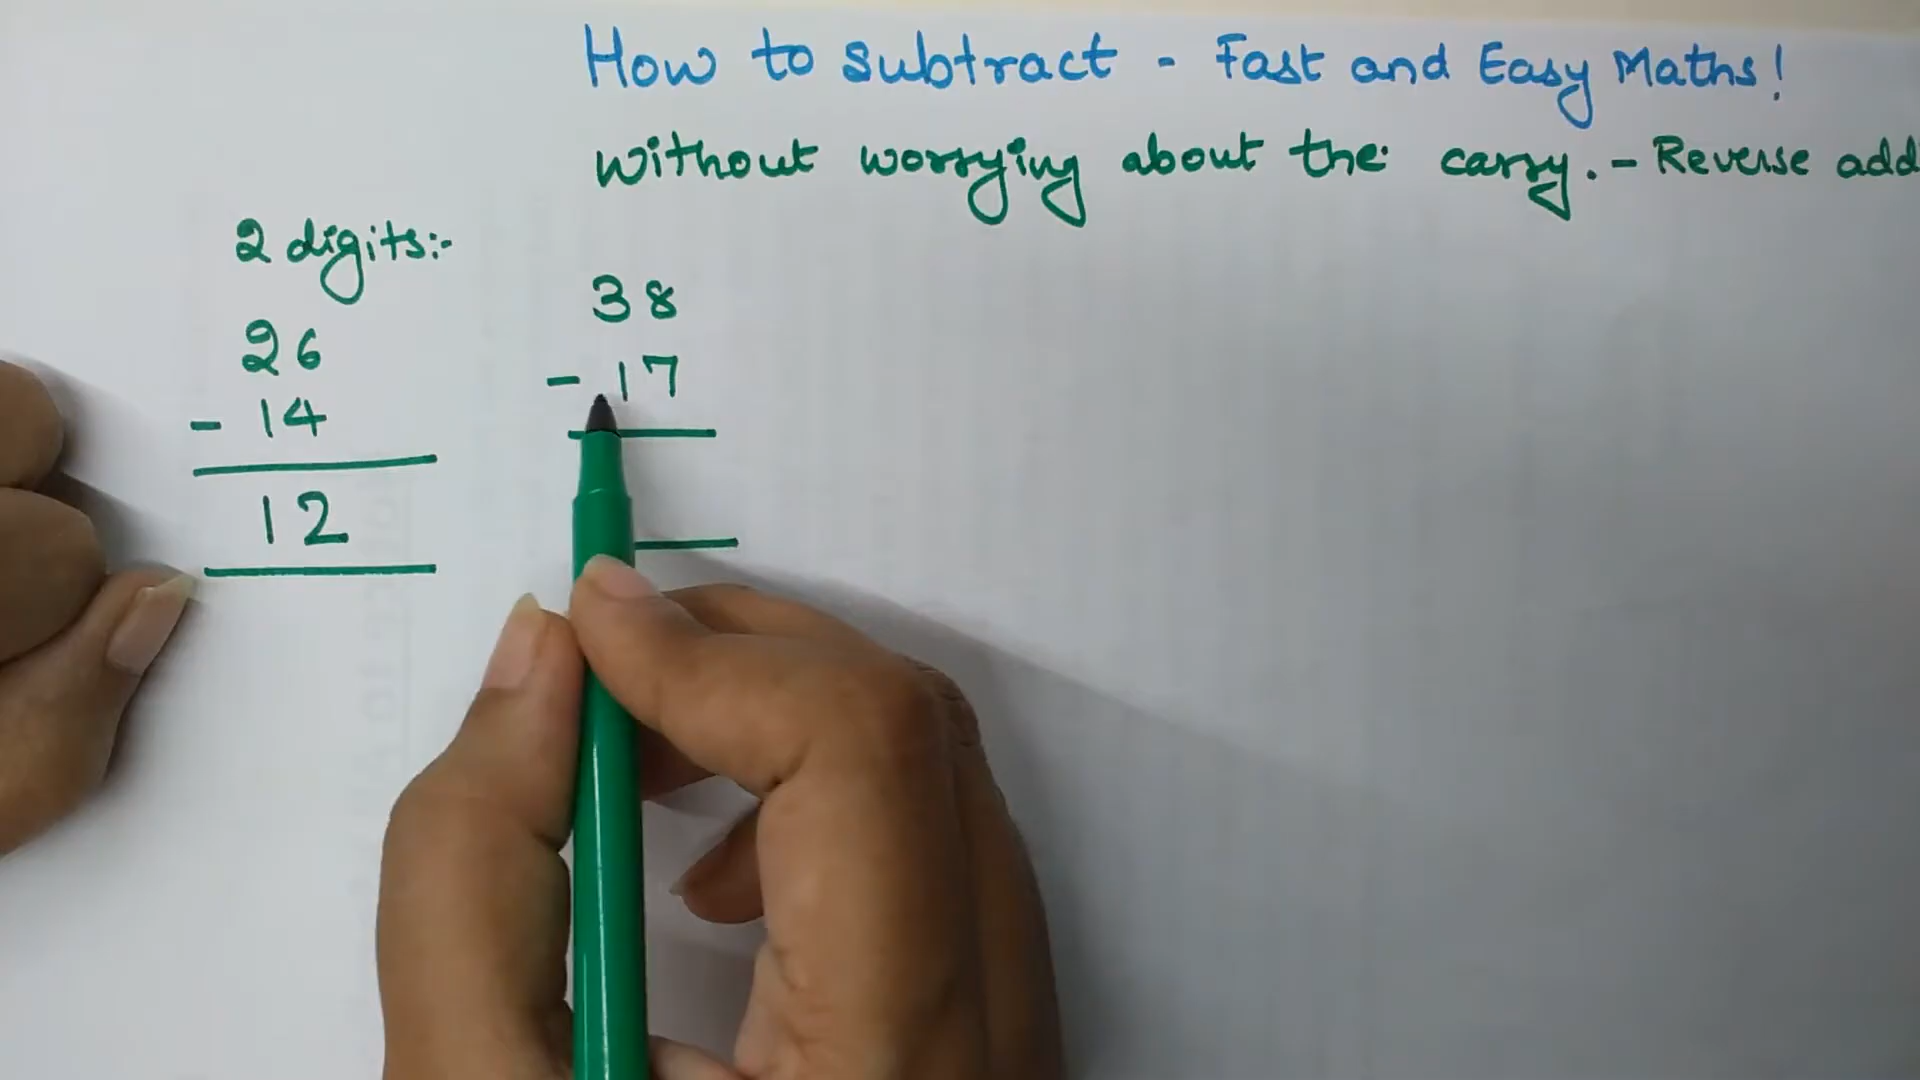 How to subtract - Fast and Easy Maths!
without worrying about the carry. - Reverse add
2 digits:-
26
- 14
12
38
- 17